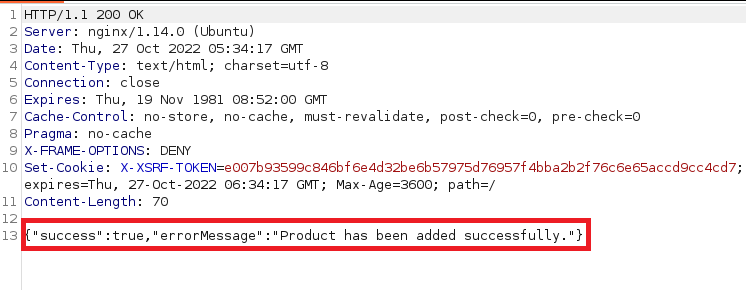 1 HTTP/1.1 200 OK
2 Server: nginx/1.14.0 (Ubuntu)
3 Date: Thu, 27 Oct 2022 05:34:17 GMT
4 Content-Type: text/html; charset=utf-8
5 Connection: close
6 Expires: Thu, 19 Nov 1981 08:52:00 GMT
7 Cache-Control: no-store, no-cache, must-revalidate, post-check=0, pre-check=0
8 Pragma: no-cache
9 X-FRAME-OPTIONS: DENY
10 Set-Cookie: X-XSRF-TOKEN=e007b93599c846bf6e4d32be6b57975d76957f4bba2b2f76c6e65accd9cc4cd7;
expires=Thu, 27-Oct-2022 06:34:17 GMT; Max-Age=3600; path=/
11 Content-Length: 70
12
13 {"success":true,"errorMessage":"Product has been added successfully."}